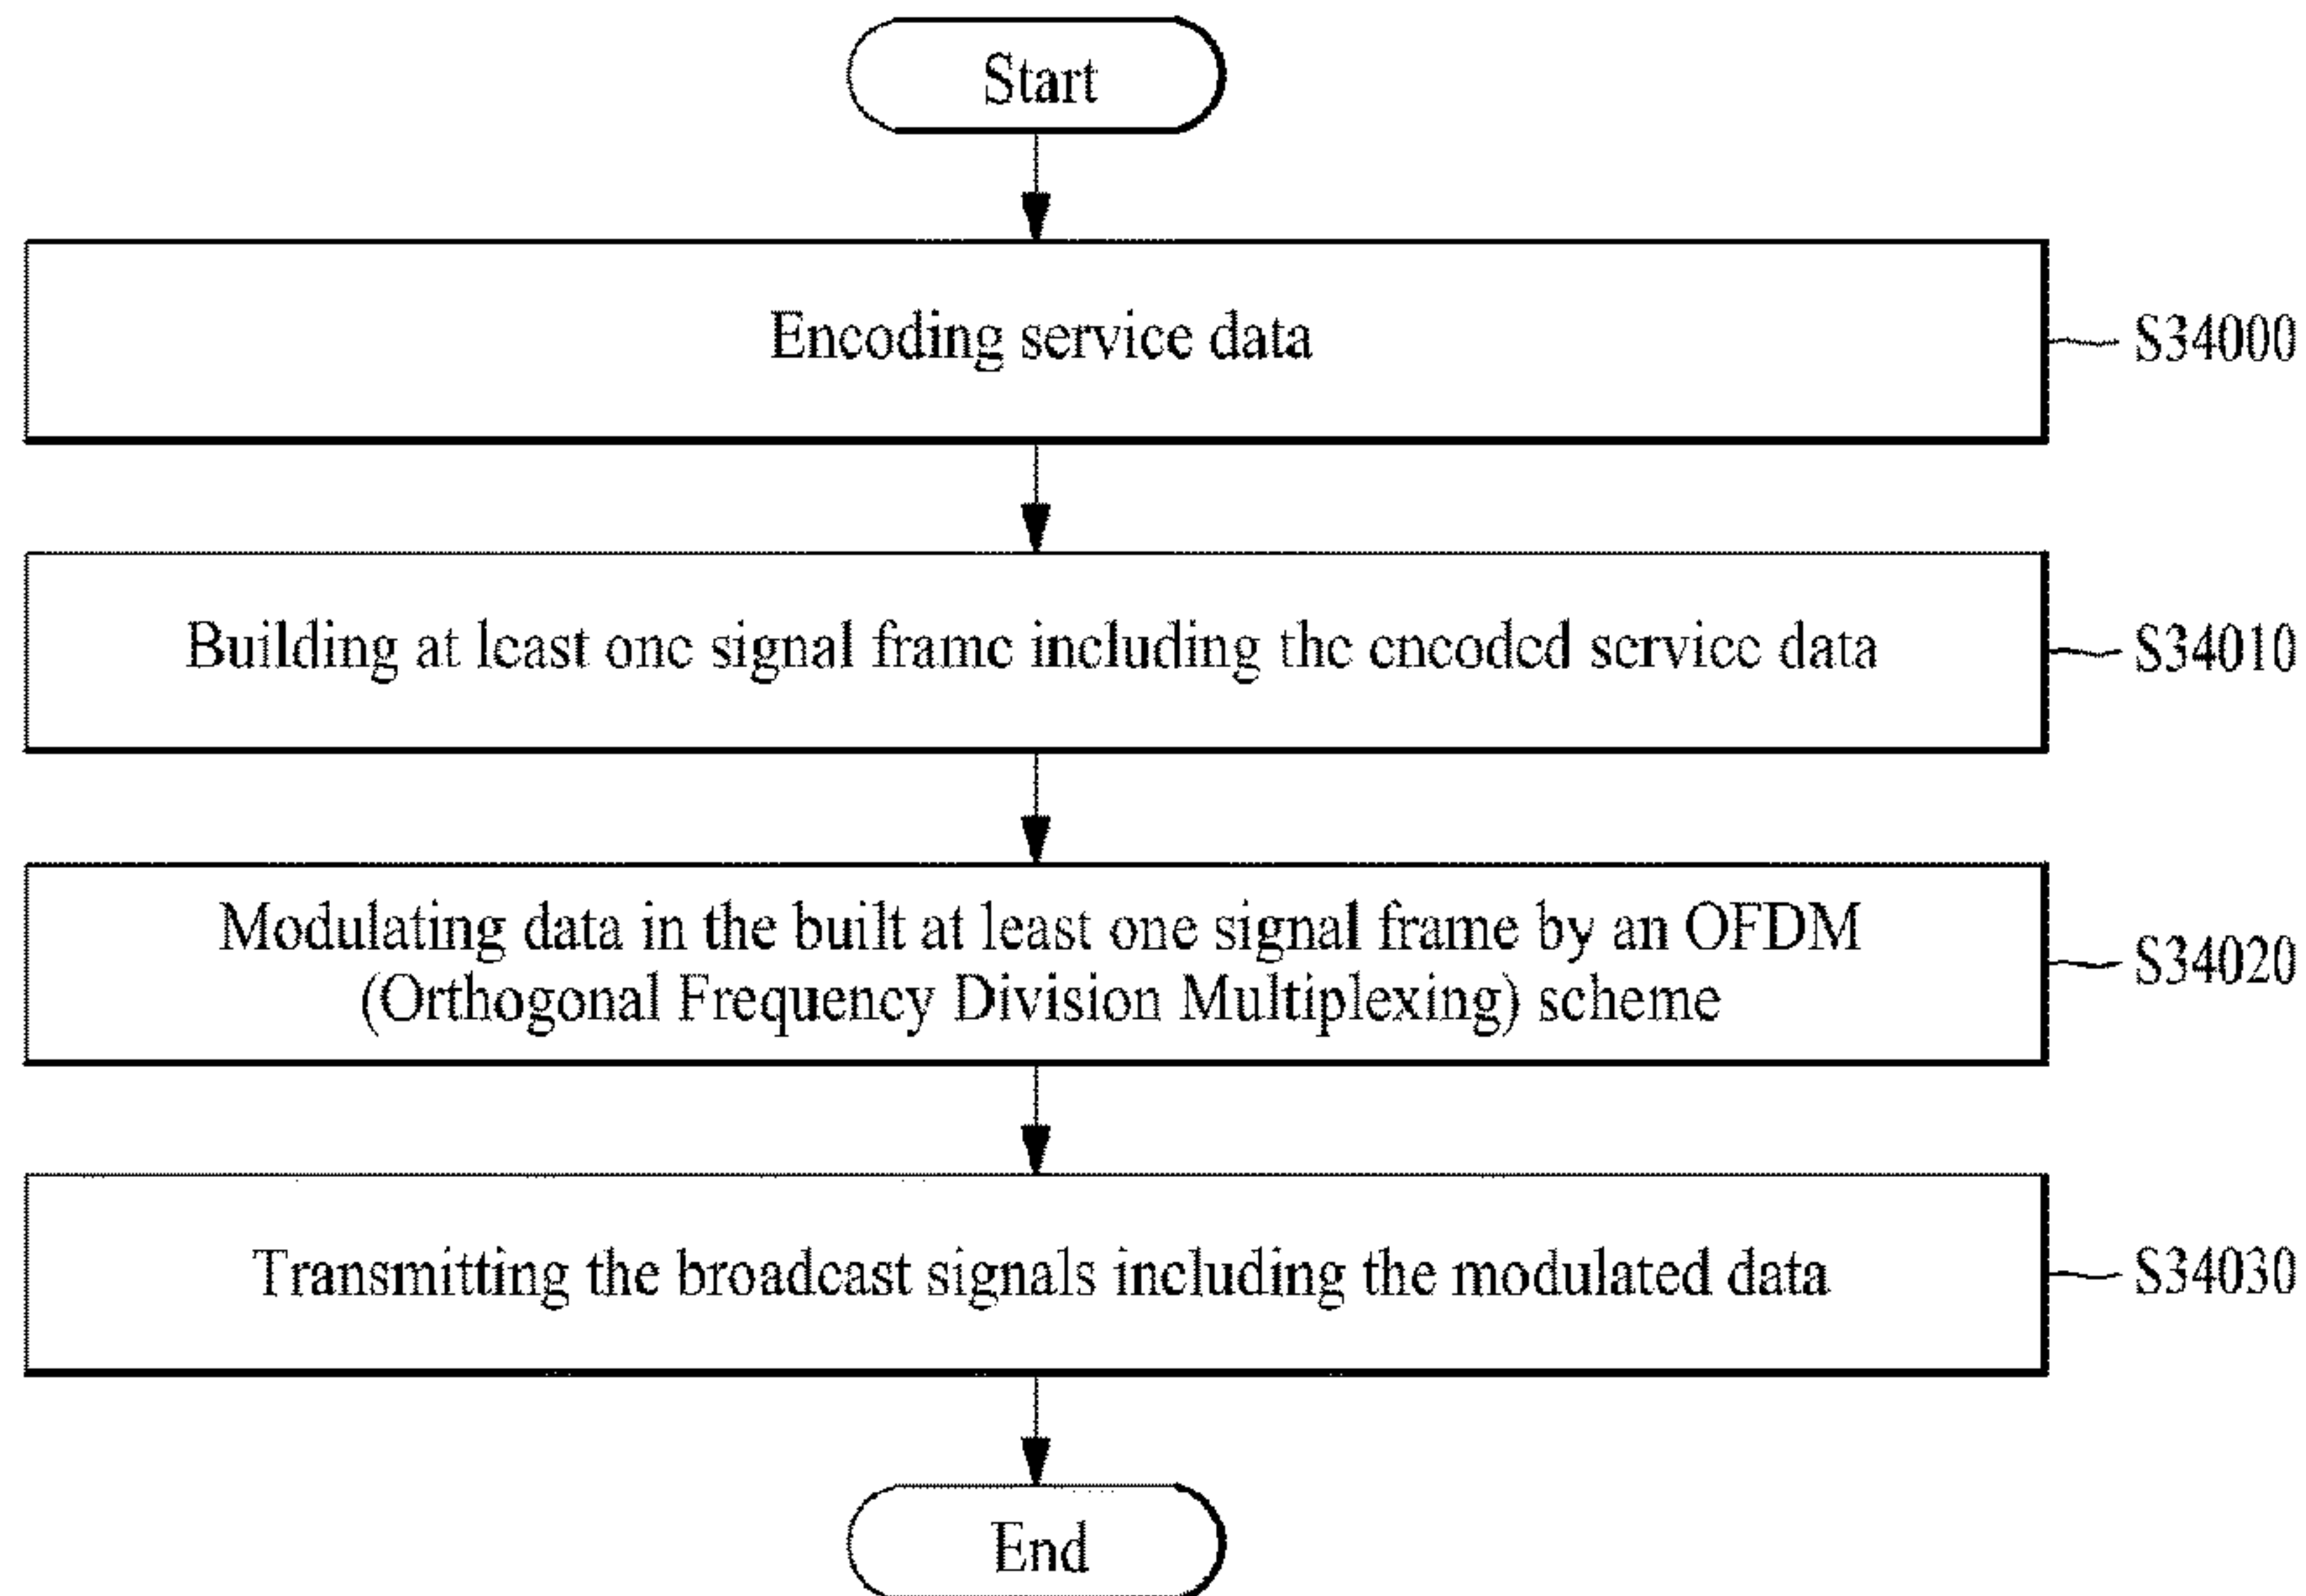 Start
Encoding service data
S34000
Building at least one signal frame including the encoded service data
S34010
Modulating data in the built at least one signal frame by an OFDM
(Orthogonal Frequency Division Multiplexing) scheme
S34020
Transmitting the broadcast signals including the modulated data
S34030
End